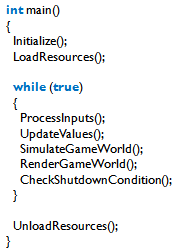 int main()
{
Initialize();
LoadResources();
while (true)
{
ProcessInputs();
UpdateValues();
SimulateGameWorld();
RenderGameWorld();
CheckShutdownCondition();
}
UnloadResources();
}